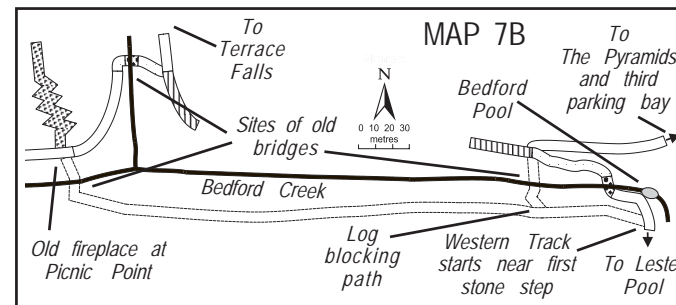 MAP 7B
To
Terrace
Falls
N
0 10 20 30
metres
To
The Pyramids
and third
parking bay
Bedford
Pool
Sites of old
bridges
Bedford Creek
Old fireplace at
Picnic Point
Log
blocking
path
Western Track
starts near first
stone step
To Leste
Pool